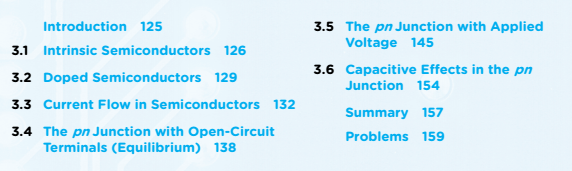 Introduction 125
3.1 Intrinsic Semiconductors 126
3.2 Doped Semiconductors 129
3.3 Current Flow in Semiconductors 132
3.4 The pn Junction with Open-Circuit
Terminals (Equilibrium) 138
3.5 The pn Junction with Applied
Voltage 145
3.6 Capacitive Effects in the pn
Junction 154
Summary 157
Problems 159